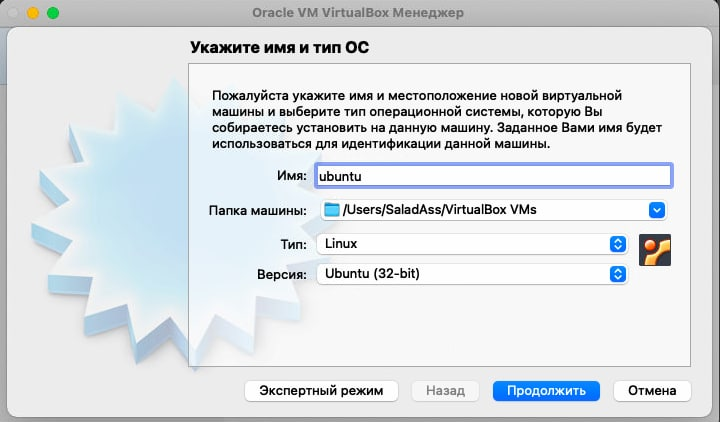 Oracle VM VirtualBox Менеджер
Укажите имя и тип ОС
Пожалуйста укажите имя и местоположение новой виртуальной
машины и выберите тип операционной системы, которую Вы
собираетесь установить на данную машину. Заданное Вами имя будет
использоваться для идентификации данной машины.
Имя: ubuntu
Папка машины: /Users/SaladAss/VirtualBox VMs
Тип: Linux
Версия: Ubuntu (32-bit)
Экспертный режим Назад Продолжить Отмена